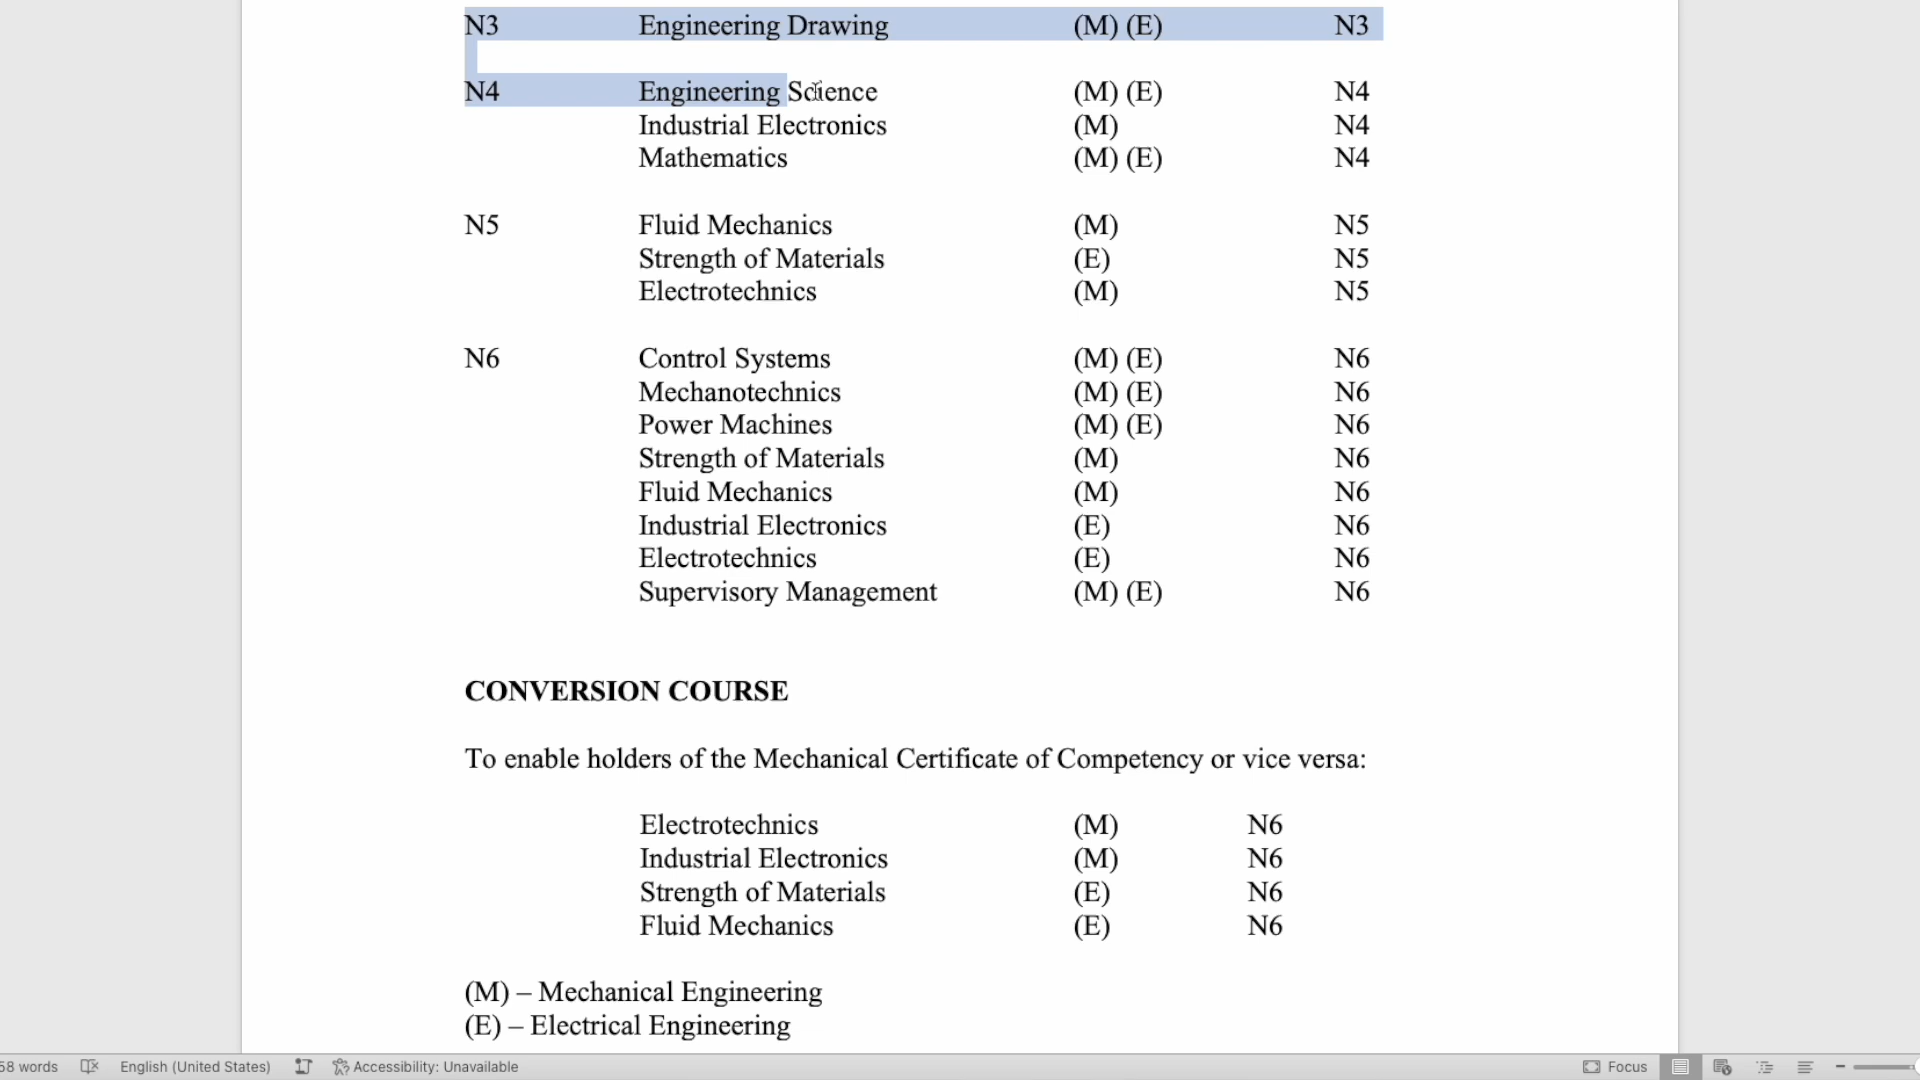 N3 Engineering Drawing (M) (E) N3
N4 Engineering Science (M) (E) N4
Industrial Electronics (M) N4
Mathematics (M) (E) N4
N5 Fluid Mechanics (M) N5
Strength of Materials (E) N5
Electrotechnics (M) N5
N6 Control Systems (M) (E) N6
Mechanotechnics (M) (E) N6
Power Machines (M) (E) N6
Strength of Materials (M) N6
Fluid Mechanics (M) N6
Industrial Electronics (E) N6
Electrotechnics (E) N6
Supervisory Management (M) (E) N6
CONVERSION COURSE
To enable holders of the Mechanical Certificate of Competency or vice versa:
Electrotechnics (M) N6
Industrial Electronics (M) N6
Strength of Materials (E) N6
Fluid Mechanics (E) N6
(M) – Mechanical Engineering
(E) – Electrical Engineering
58 words English (United States) Accessibility: Unavailable Focus